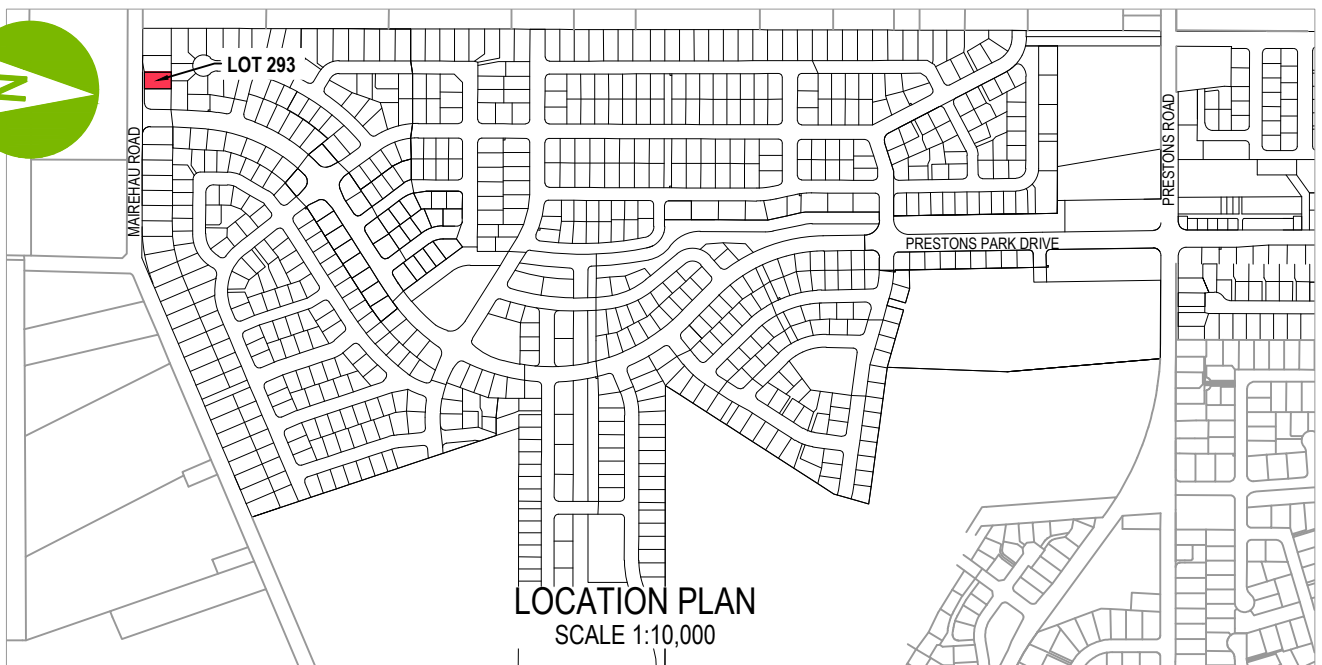 N
LOT 293
MAIREHAU ROAD
PRESTONS ROAD
PRESTONS PARK DRIVE
LOCATION PLAN
SCALE 1:10,000